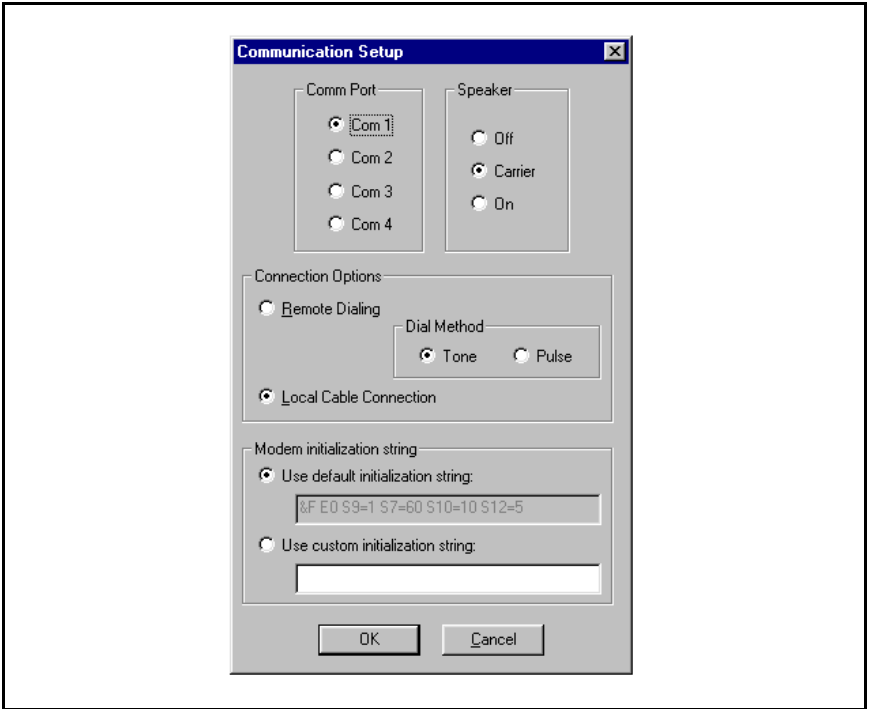 Communication Setup
Comm Port
Com 1
Com 2
Com 3
Com 4
Speaker
Off
Carrier
On
Connection Options
Remote Dialing
Dial Method
Tone
Pulse
Local Cable Connection
Modem initialization string
Use default initialization string:
&F E0 S9=1 S7=60 S10=10 S12=5
Use custom initialization string:
OK
Cancel